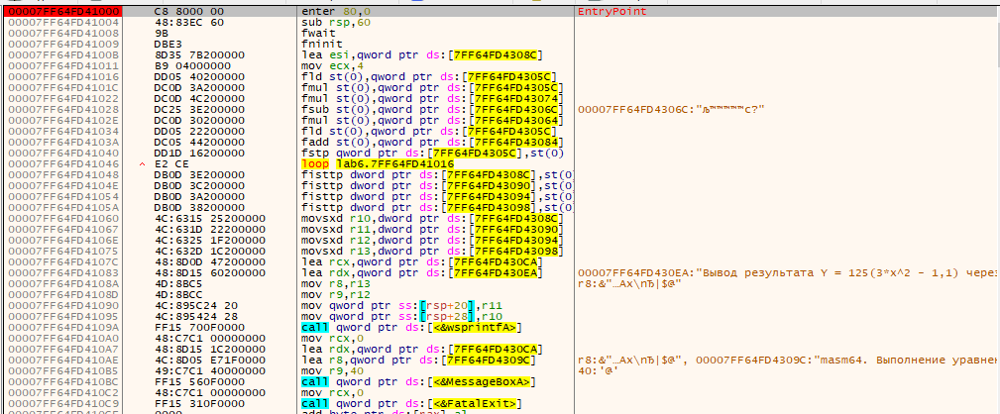 00007FF64FD41000 C8 8000 00 enter 80,0 EntryPoint
00007FF64FD41004 48:83EC 60 sub rsp,60
00007FF64FD41008 9B fwait
00007FF64FD41009 DBE3 fninit
00007FF64FD4100B 8D35 7B200000 lea esi,qword ptr ds:[7FF64FD4308C]
00007FF64FD41011 B9 04000000 mov ecx,4
00007FF64FD41016 DD05 40200000 fld st(0),qword ptr ds:[7FF64FD4305C]
00007FF64FD4101C DC0D 3A200000 fmul st(0),qword ptr ds:[7FF64FD4305C]
00007FF64FD41022 DC0D 4C200000 fmul st(0),qword ptr ds:[7FF64FD43074]
00007FF64FD41028 DC25 3E200000 fsub st(0),qword ptr ds:[7FF64FD4306C] 00007FF64FD4306C:"љ™™™™™с?"
00007FF64FD4102E DC0D 30200000 fmul st(0),qword ptr ds:[7FF64FD43064]
00007FF64FD41034 DD05 22200000 fld st(0),qword ptr ds:[7FF64FD4305C]
00007FF64FD4103A DC05 44200000 fadd st(0),qword ptr ds:[7FF64FD43084]
00007FF64FD41040 DD1D 16200000 fstp qword ptr ds:[7FF64FD4305C],st(0)
00007FF64FD41046 E2 CE loop lab6.7FF64FD41016
00007FF64FD41048 DB0D 3E200000 fisttp dword ptr ds:[7FF64FD4308C],st(0
00007FF64FD4104E DB0D 3C200000 fisttp dword ptr ds:[7FF64FD43090],st(0
00007FF64FD41054 DB0D 3A200000 fisttp dword ptr ds:[7FF64FD43094],st(0
00007FF64FD4105A DB0D 38200000 fisttp dword ptr ds:[7FF64FD43098],st(0
00007FF64FD41060 4C:6315 25200000 movsxd r10,dword ptr ds:[7FF64FD4308C]
00007FF64FD41067 4C:631D 22200000 movsxd r11,dword ptr ds:[7FF64FD43090]
00007FF64FD4106E 4C:6325 1F200000 movsxd r12,dword ptr ds:[7FF64FD43094]
00007FF64FD41075 4C:632D 1C200000 movsxd r13,dword ptr ds:[7FF64FD43098]
00007FF64FD4107C 48:8D0D 47200000 lea rcx,qword ptr ds:[7FF64FD430CA]
00007FF64FD41083 48:8D15 60200000 lea rdx,qword ptr ds:[7FF64FD430EA] 00007FF64FD430EA:"Вывод результата Y = 125(3*x^2 - 1,1) через
00007FF64FD4108A 4D:8BC5 mov r8,r13 r8:&"…Ax\nЂ|$@"
00007FF64FD4108D 4D:8BCC mov r9,r12
00007FF64FD41090 4C:895C24 20 mov qword ptr ss:[rsp+20],r11
00007FF64FD41095 4C:895424 28 mov qword ptr ss:[rsp+28],r10
00007FF64FD4109A FF15 700F0000 call qword ptr ds:[<&wsprintfA>]
00007FF64FD410A0 48:C7C1 00000000 mov rcx,0
00007FF64FD410A7 48:8D15 1C200000 lea rdx,qword ptr ds:[7FF64FD430CA]
00007FF64FD410AE 4C:8D05 E71F0000 lea r8,qword ptr ds:[7FF64FD4309C] r8:&"…Ax\nЂ|$@", 00007FF64FD4309C:"masm64. Выполнение уравне
00007FF64FD410B5 49:C7C1 40000000 mov r9,40 40:'@'
00007FF64FD410BC FF15 560F0000 call qword ptr ds:[<&MessageBoxA>]
00007FF64FD410C2 48:C7C1 00000000 mov rcx,0
00007FF64FD410C9 FF15 310F0000 call qword ptr ds:[<&FatalExit>]